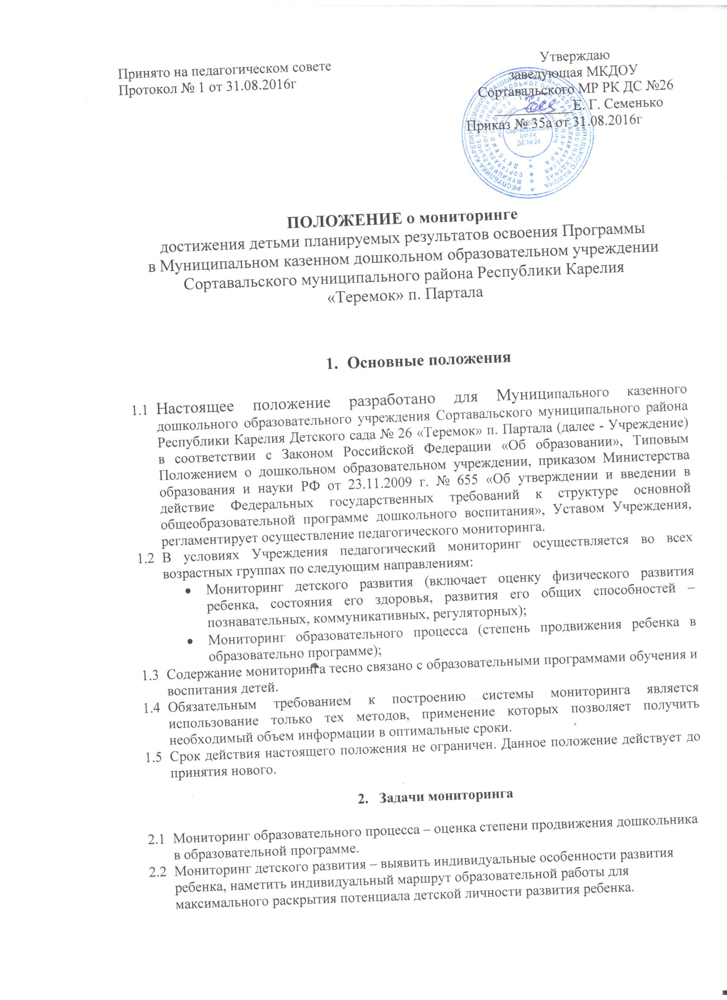 Принято на педагогическом совете
Протокол № 1 от 31.08.2016г
Утверждаю
заведующая МКДОУ
Сортавальского МР РК ДС №26
Е. Г. Семенько
Приказ № 35а от 31.08.2016г
Сортавальского
МР РК
ДС № 26
ПОЛОЖЕНИЕ о мониторинге
достижения детьми планируемых результатов освоения Программы
в Муниципальном казенном дошкольном образовательном учреждении
Сортавальского муниципального района Республики Карелия
«Теремок» п. Партала
1. Основные положения
1.1 Настоящее положение разработано для Муниципального казенного
дошкольного образовательного учреждения Сортавальского муниципального района
Республики Карелия Детского сада № 26 «Теремок» п. Партала (далее - Учреждение)
в соответствии с Законом Российской Федерации «Об образовании», Типовым
Положением о дошкольном образовательном учреждении, приказом Министерства
образования и науки РФ от 23.11.2009 г. № 655 «Об утверждении и введении в
действие Федеральных государственных требований к структуре основной
общеобразовательной программе дошкольного воспитания», Уставом Учреждения,
регламентирует осуществление педагогического мониторинга.
1.2 В условиях Учреждения педагогический мониторинг осуществляется во всех
возрастных группах по следующим направлениям:
• Мониторинг детского развития (включает оценку физического развития
ребенка, состояния его здоровья, развития его общих способностей –
познавательных, коммуникативных, регуляторных);
• Мониторинг образовательного процесса (степень продвижения ребенка в
образовательно программе);
1.3 Содержание мониторинга тесно связано с образовательными программами обучения и
воспитания детей.
1.4 Обязательным требованием к построению системы мониторинга является
использование только тех методов, применение которых позволяет получить
необходимый объем информации в оптимальные сроки.
1.5 Срок действия настоящего положения не ограничен. Данное положение действует до
принятия нового.
2. Задачи мониторинга
2.1 Мониторинг образовательного процесса – оценка степени продвижения дошкольника
в образовательной программе.
2.2 Мониторинг детского развития – выявить индивидуальные особенности развития
ребенка, наметить индивидуальный маршрут образовательной работы для
максимального раскрытия потенциала детской личности развития ребенка.